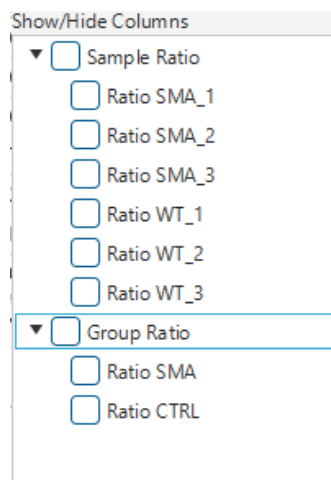 Show/Hide Columns
Sample Ratio
Ratio SMA_1
Ratio SMA_2
Ratio SMA_3
Ratio WT_1
Ratio WT_2
Ratio WT_3
Group Ratio
Ratio SMA
Ratio CTRL